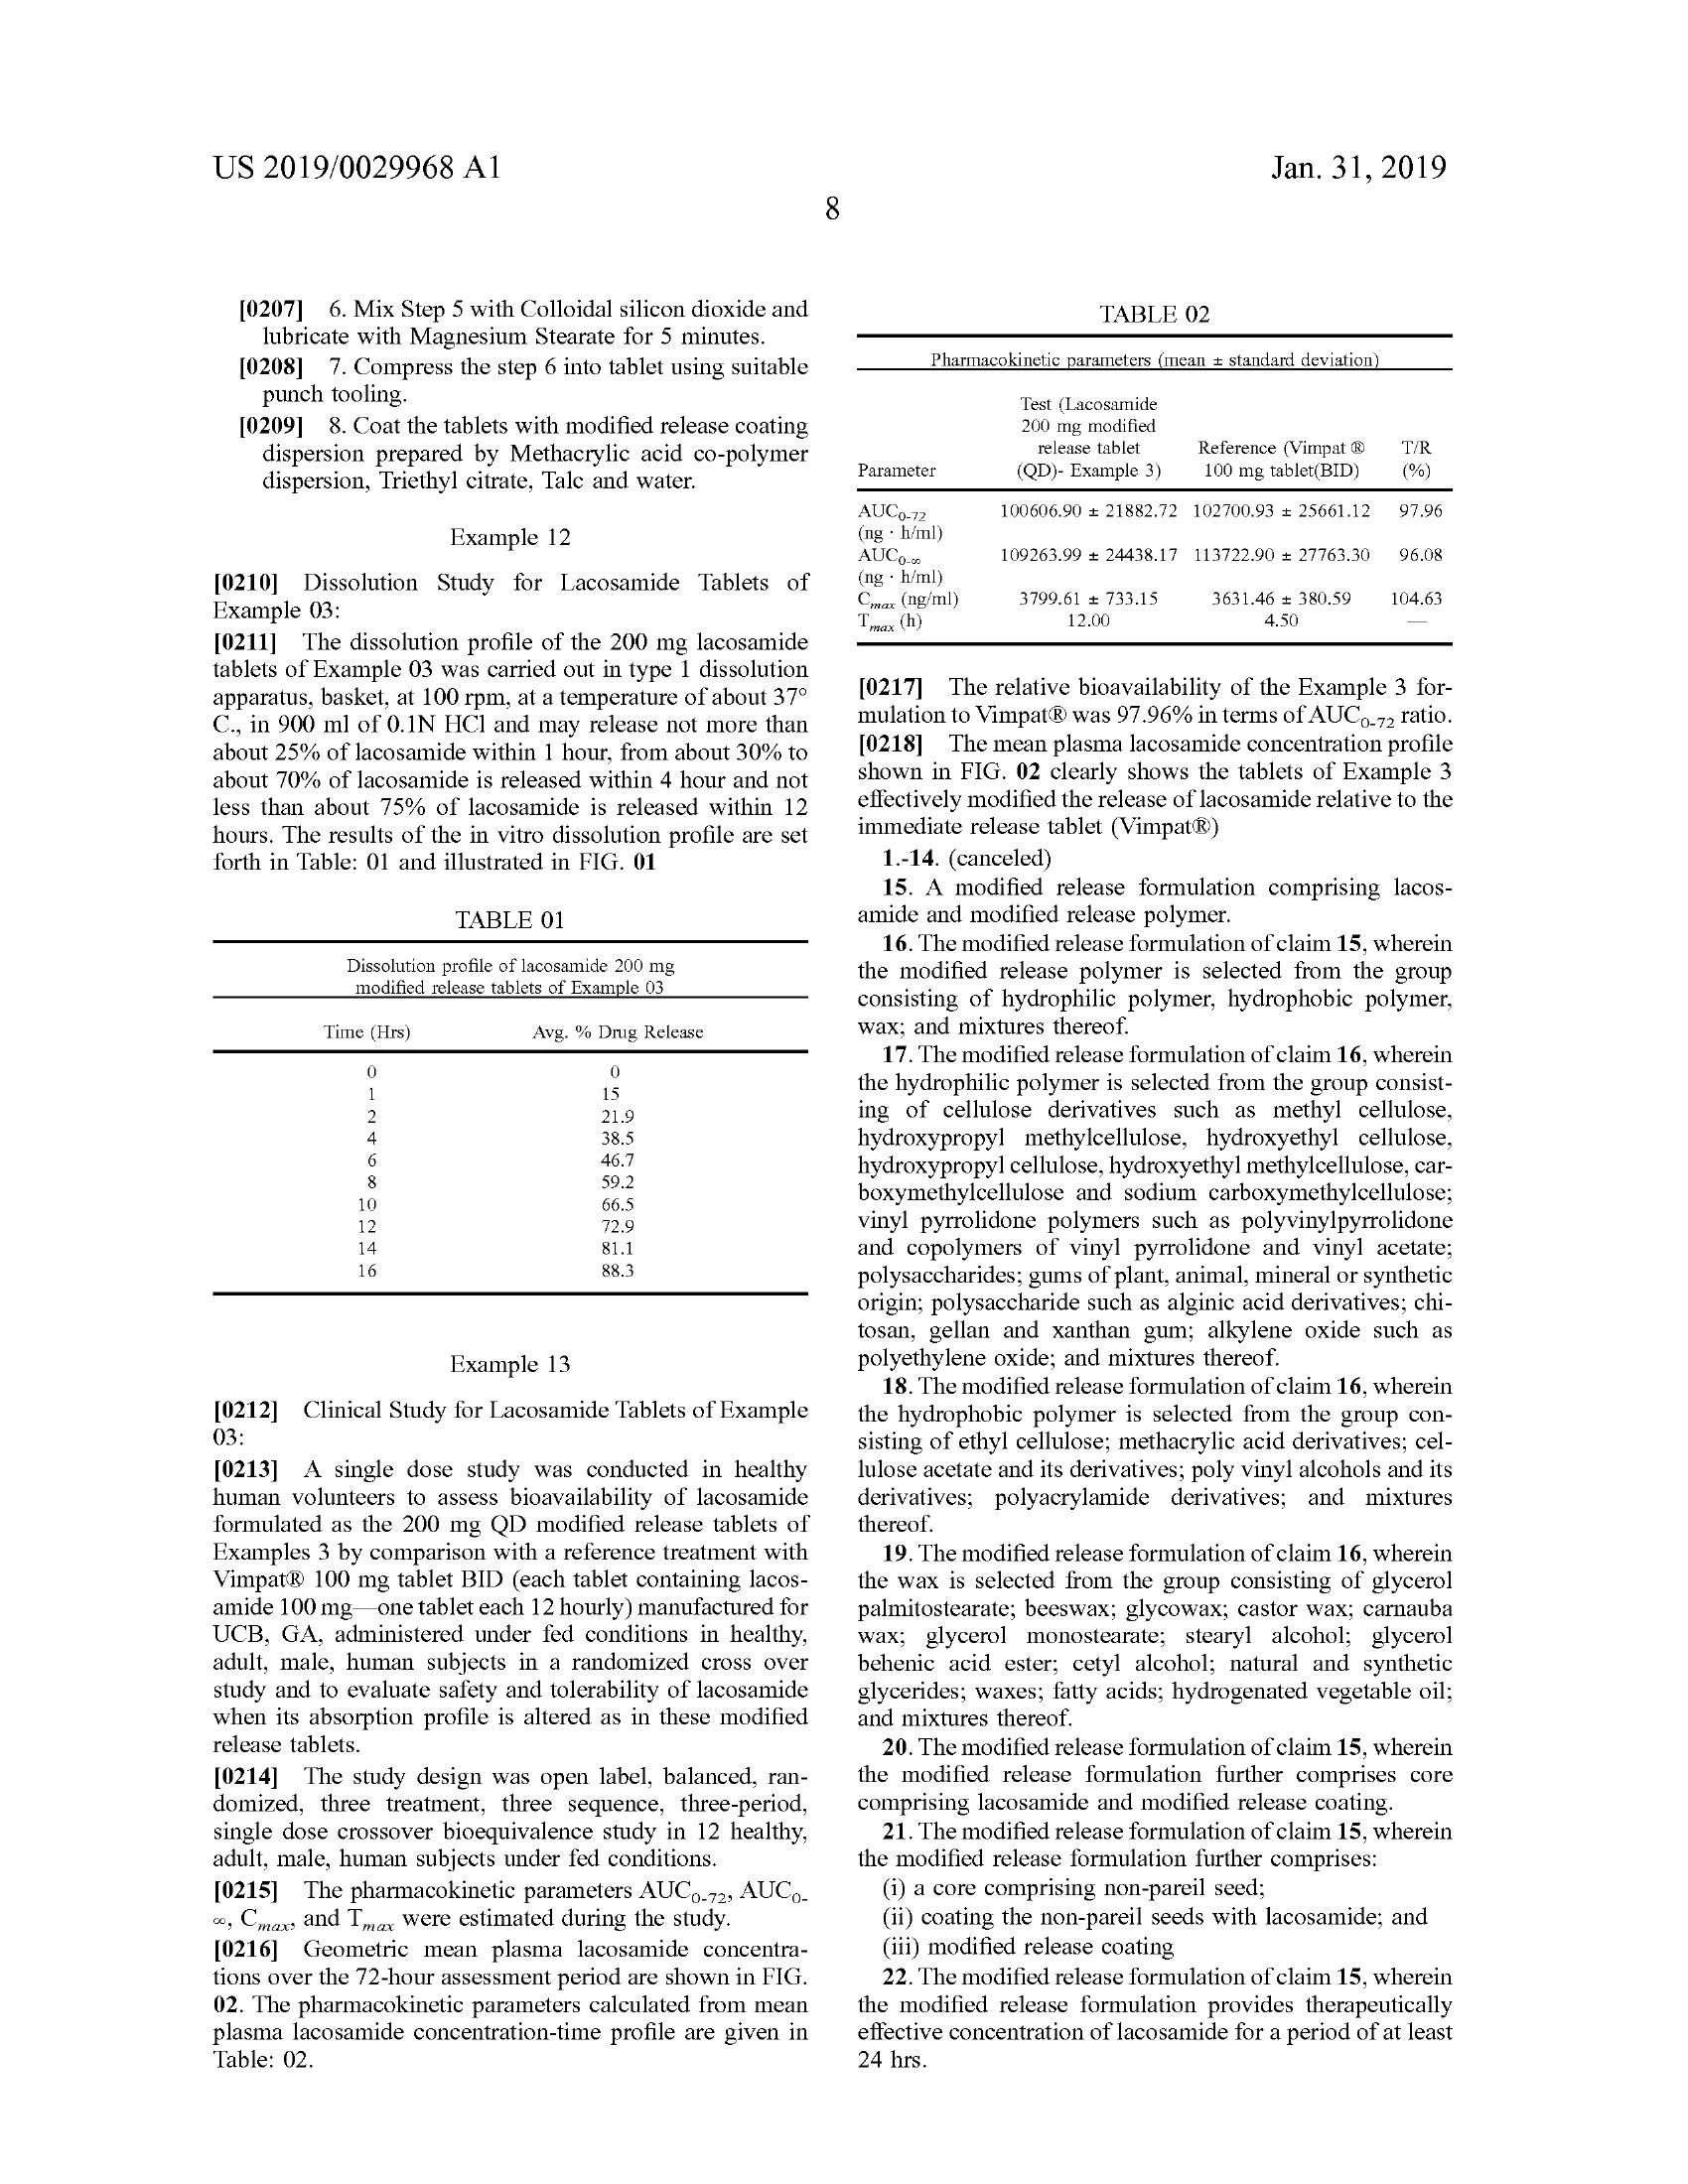 US 2019/0029968 A1
Jan. 31, 2019
8
[0207] 6. Mix Step 5 with Colloidal silicon dioxide and
lubricate with Magnesium Stearate for 5 minutes.
[0208] 7. Compress the step 6 into tablet using suitable
punch tooling.
[0209] 8. Coat the tablets with modified release coating
dispersion prepared by Methacrylic acid co-polymer
dispersion, Triethyl citrate, Talc and water.
Example 12
[0210] Dissolution Study for Lacosamide Tablets of
Example 03:
[0211] The dissolution profile of the 200 mg lacosamide
tablets of Example 03 was carried out in type 1 dissolution
apparatus, basket, at 100 rpm, at a temperature of about 37°
C., in 900 ml of 0.1N HCl and may release not more than
about 25% of lacosamide within 1 hour, from about 30% to
about 70% of lacosamide is released within 4 hour and not
less than about 75% of lacosamide is released within 12
hours. The results of the in vitro dissolution profile are set
forth in Table: 01 and illustrated in FIG. 01
TABLE 01
Dissolution profile of lacosamide 200 mg
modified release tablets of Example 03
Time (Hrs) Avg. % Drug Release
0 0
1 15
2 21.9
4 38.5
6 46.7
8 59.2
10 66.5
12 72.9
14 81.1
16 88.3
Example 13
[0212] Clinical Study for Lacosamide Tablets of Example
03:
[0213] A single dose study was conducted in healthy
human volunteers to assess bioavailability of lacosamide
formulated as the 200 mg QD modified release tablets of
Examples 3 by comparison with a reference treatment with
Vimpat® 100 mg tablet BID (each tablet containing lacos-
amide 100 mg—one tablet each 12 hourly) manufactured for
UCB, GA, administered under fed conditions in healthy,
adult, male, human subjects in a randomized cross over
study and to evaluate safety and tolerability of lacosamide
when its absorption profile is altered as in these modified
release tablets.
[0214] The study design was open label, balanced, ran-
domized, three treatment, three sequence, three-period,
single dose crossover bioequivalence study in 12 healthy,
adult, male, human subjects under fed conditions.
[0215] The pharmacokinetic parameters AUC0-72, AUC0-
∞, Cmax, and Tmax were estimated during the study.
[0216] Geometric mean plasma lacosamide concentra-
tions over the 72-hour assessment period are shown in FIG.
02. The pharmacokinetic parameters calculated from mean
plasma lacosamide concentration-time profile are given in
Table: 02.
TABLE 02
Pharmacokinetic parameters (mean ± standard deviation)
Test (Lacosamide
200 mg modified
release tablet Reference (Vimpat ® T/R
Parameter (QD)- Example 3) 100 mg tablet(BID) (%)
AUC0-72 100606.90 ± 21882.72 102700.93 ± 25661.12 97.96
(ng · h/ml)
AUC0-∞ 109263.99 ± 24438.17 113722.90 ± 27763.30 96.08
(ng · h/ml)
Cmax (ng/ml) 3799.61 ± 733.15 3631.46 ± 380.59 104.63
Tmax (h) 12.00 4.50 —
[0217] The relative bioavailability of the Example 3 for-
mulation to Vimpat® was 97.96% in terms of AUC0-72 ratio.
[0218] The mean plasma lacosamide concentration profile
shown in FIG. 02 clearly shows the tablets of Example 3
effectively modified the release of lacosamide relative to the
immediate release tablet (Vimpat®)
1.-14. (canceled)
15. A modified release formulation comprising lacos-
amide and modified release polymer.
16. The modified release formulation of claim 15, wherein
the modified release polymer is selected from the group
consisting of hydrophilic polymer, hydrophobic polymer,
wax; and mixtures thereof.
17. The modified release formulation of claim 16, wherein
the hydrophilic polymer is selected from the group consist-
ing of cellulose derivatives such as methyl cellulose,
hydroxypropyl methylcellulose, hydroxyethyl cellulose,
hydroxypropyl cellulose, hydroxyethyl methylcellulose, car-
boxymethylcellulose and sodium carboxymethylcellulose;
vinyl pyrrolidone polymers such as polyvinylpyrrolidone
and copolymers of vinyl pyrrolidone and vinyl acetate;
polysaccharides; gums of plant, animal, mineral or synthetic
origin; polysaccharide such as alginic acid derivatives; chi-
tosan, gellan and xanthan gum; alkylene oxide such as
polyethylene oxide; and mixtures thereof.
18. The modified release formulation of claim 16, wherein
the hydrophobic polymer is selected from the group con-
sisting of ethyl cellulose; methacrylic acid derivatives; cel-
lulose acetate and its derivatives; poly vinyl alcohols and its
derivatives; polyacrylamide derivatives; and mixtures
thereof.
19. The modified release formulation of claim 16, wherein
the wax is selected from the group consisting of glycerol
palmitostearate; beeswax; glycowax; castor wax; carnauba
wax; glycerol monostearate; stearyl alcohol; glycerol
behenic acid ester; cetyl alcohol; natural and synthetic
glycerides; waxes; fatty acids; hydrogenated vegetable oil;
and mixtures thereof.
20. The modified release formulation of claim 15, wherein
the modified release formulation further comprises core
comprising lacosamide and modified release coating.
21. The modified release formulation of claim 15, wherein
the modified release formulation further comprises:
(i) a core comprising non-pareil seed;
(ii) coating the non-pareil seeds with lacosamide; and
(iii) modified release coating
22. The modified release formulation of claim 15, wherein
the modified release formulation provides therapeutically
effective concentration of lacosamide for a period of at least
24 hrs.